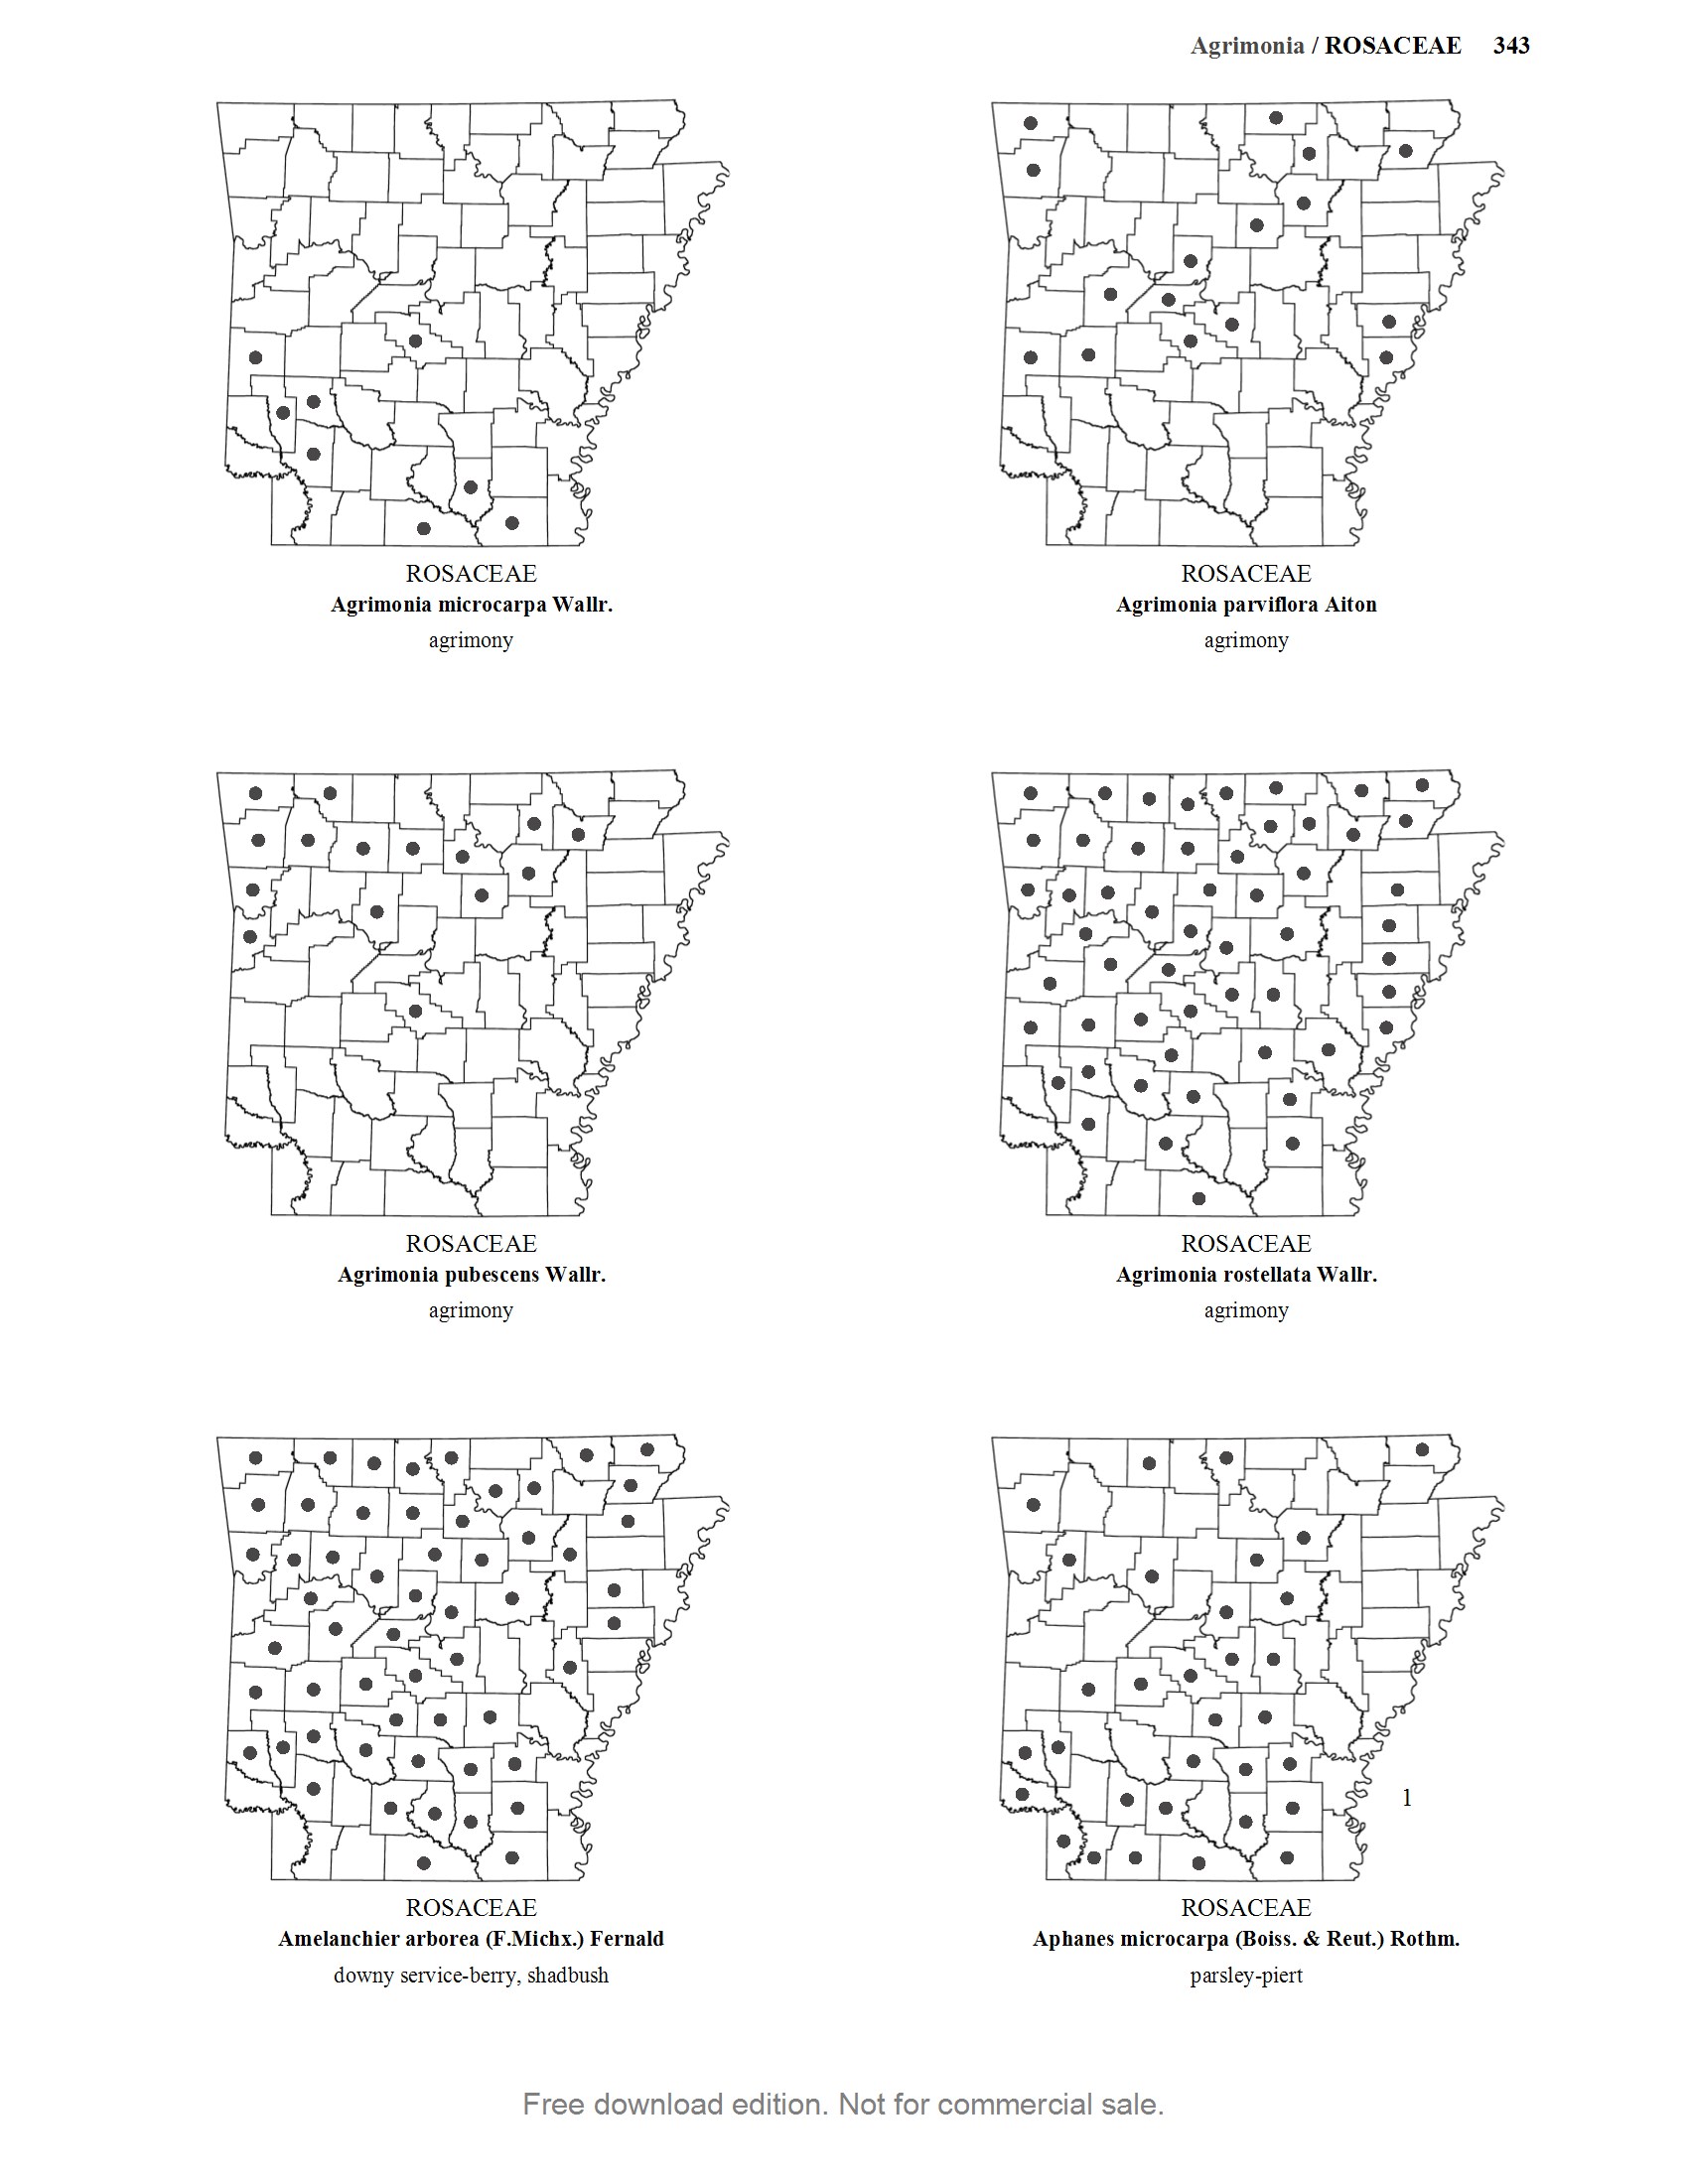 Agrimonia / ROSACEAE 343
ROSACEAE
Agrimonia microcarpa Wallr.
agrimony
ROSACEAE
Agrimonia parviflora Aiton
agrimony
ROSACEAE
Agrimonia pubescens Wallr.
agrimony
ROSACEAE
Agrimonia rostellata Wallr.
agrimony
ROSACEAE
Amelanchier arborea (F.Michx.) Fernald
downy service-berry, shadbush
1
ROSACEAE
Aphanes microcarpa (Boiss. & Reut.) Rothm.
parsley-piert
Free download edition. Not for commercial sale.